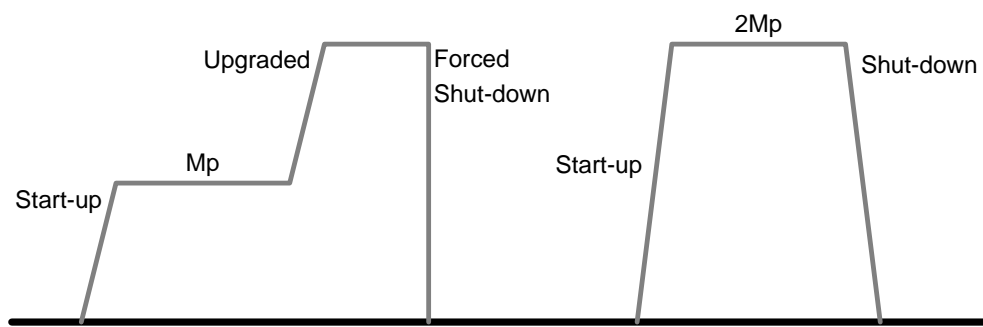 2Mp
Upgraded
Forced
Shut-down
Shut-down
Mp
Start-up
Start-up